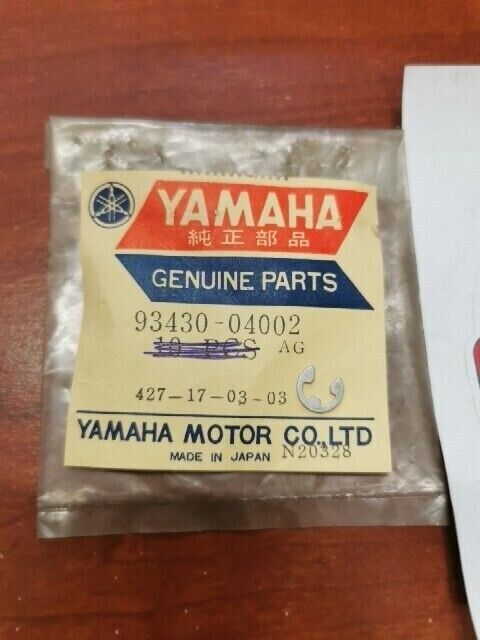 YAMAHA
純正部品
GENUINE PARTS
93430-04002
10 PCS AG
427-17-03-03
YAMAHA MOTOR CO.,LTD
MADE IN JAPAN N20328